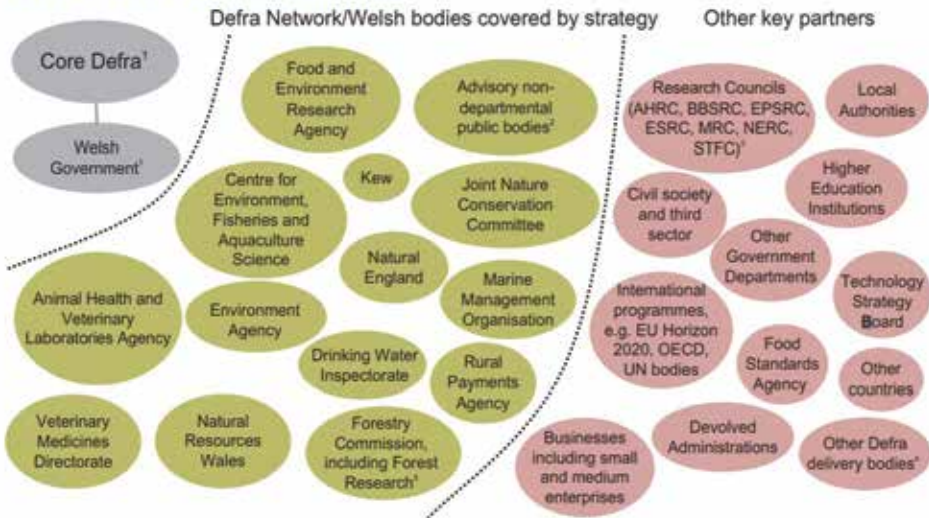 Defra Network/Welsh bodies covered by strategy
Other key partners
Core Defra¹
Welsh
Government¹
Food and
Environment
Research
Agency
Advisory non-
departmental
public bodies²
Centre for
Environment,
Fisheries and
Aquaculture
Science
Kew
Joint Nature
Conservation
Committee
Natural
England
Animal Health and
Veterinary
Laboratories Agency
Environment
Agency
Marine
Management
Organisation
Drinking Water
Inspectorate
Rural
Payments
Agency
Veterinary
Medicines
Directorate
Natural
Resources
Wales
Forestry
Commission,
including Forest
Research³
Research Councils
(AHRC, BBSRC, EPSRC,
ESRC, MRC, NERC,
STFC)
Local
Authorities
Civil society
and third
sector
Higher
Education
Institutions
Other
Government
Departments
International
programmes,
e.g. EU Horizon
2020, OECD,
UN bodies
Technology
Strategy
Board
Food
Standards
Agency
Other
countries
Businesses
including small
and medium
enterprises
Devolved
Administrations
Other Defra
delivery bodies